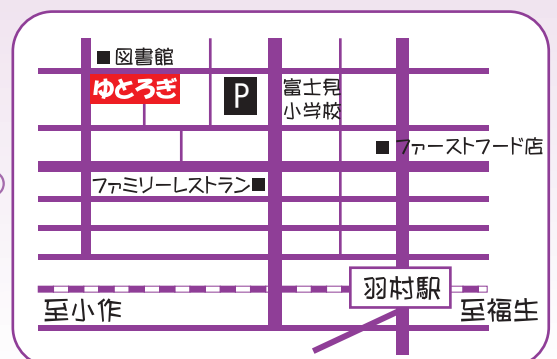 図書館
ゆとろぎ
P
富士見
小学校
ファーストフード店
ファミリーレストラン
羽村駅
至小作
至福生